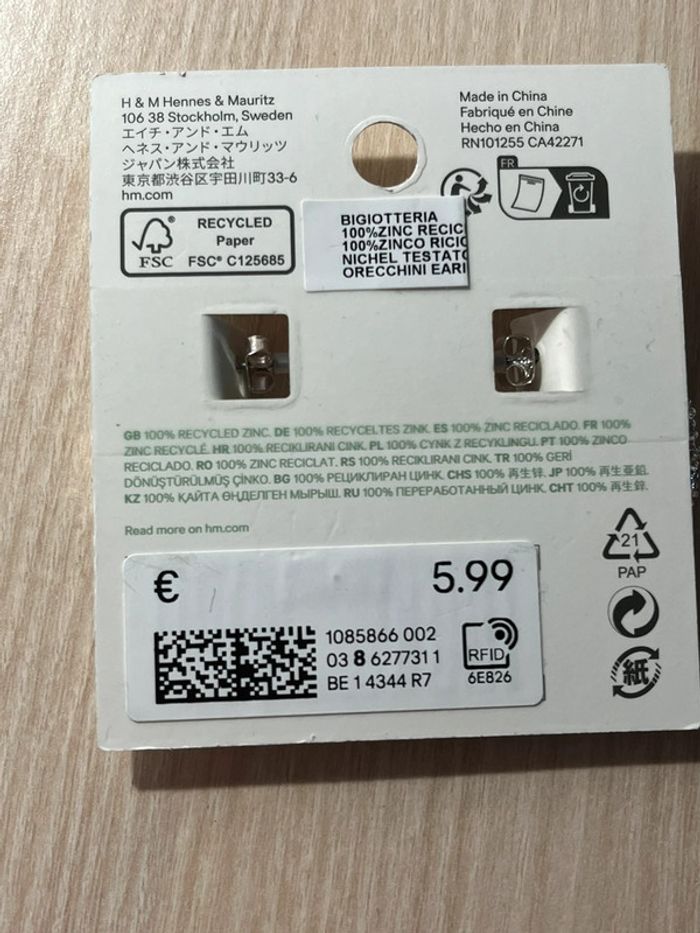 H & M Hennes & Mauritz
106 38 Stockholm, Sweden
エイチ・アンド・エム
ヘネス・アンド・マウリッツ
ジャパン株式会社
東京都渋谷区宇田川町33-6
hm.com
Made in China
Fabriqué en Chine
Hecho en China
RN101255 CA42271
FR
RECYCLED
Paper
FSC
FSC® C125685
BIGIOTTERIA
100%ZINC RECIC
100%ZINCO RICIC
NICHEL TESTATO
ORECCHINI EARI
GB 100% RECYCLED ZINC. DE 100% RECYCELTES ZINK. ES 100% ZINC RECICLADO. FR 100%
ZINC RECYCLÉ. HR 100% RECIKLIRANI CINK. PL 100% CYNK Z RECYKLINGU. PT 100% ZINCO
RECICLADO. RO 100% ZINC RECICLAT. RS 100% RECIKLIRANI CINK. TR 100% GERİ
DÖNÜŞTÜRÜLMÜŞ ÇİNKO. BG 100% РЕЦИКЛИРАН ЦИНК. CHS 100% 再生锌. JP 100% 再生亜鉛.
KZ 100% ҚАЙТА ӨҢДЕЛГЕН МЫРЫШ. RU 100% ПЕРЕРАБОТАННЫЙ ЦИНК. CHT 100% 再生鋅.
Read more on hm.com
21
PAP
紙
€ 5.99
1085866 002
03 8 627731 1
BE 1 4344 R7
RFID
6E826